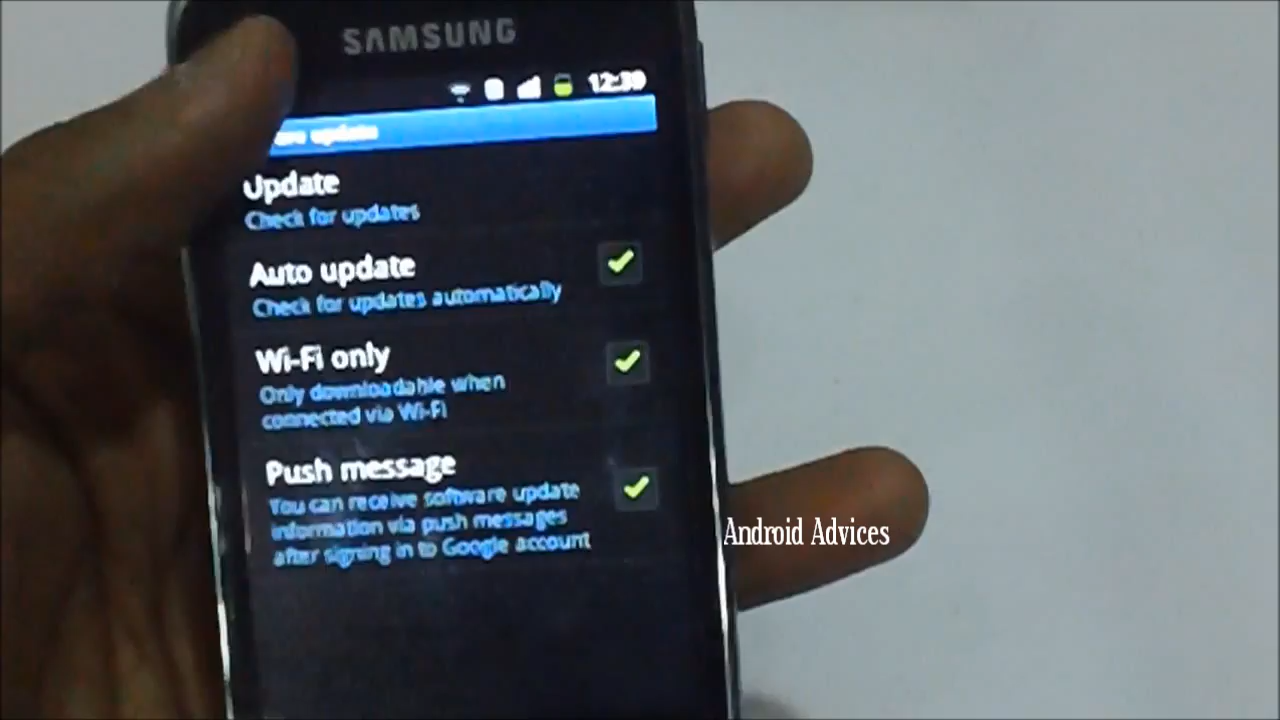 SAMSUNG
12:39
update
Update
Check for updates
Auto update
Check for updates automatically
Wi-Fi only
Only downloadable when
connected via Wi-Fi
Push message
You can receive software update
information via push messages
after signing in to Google account
Android Advices